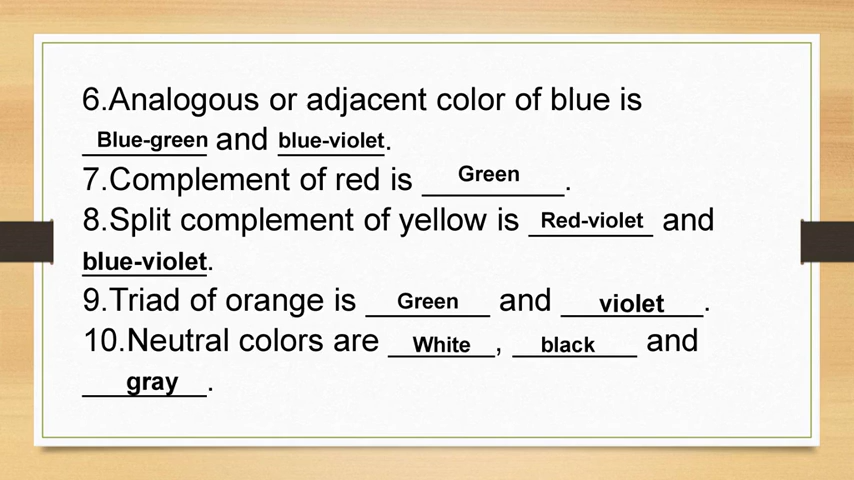 6.Analogous or adjacent color of blue is
Blue-green and blue-violet.
7.Complement of red is Green.
8.Split complement of yellow is Red-violet and
blue-violet.
9.Triad of orange is Green and violet.
10.Neutral colors are White, black and
gray.